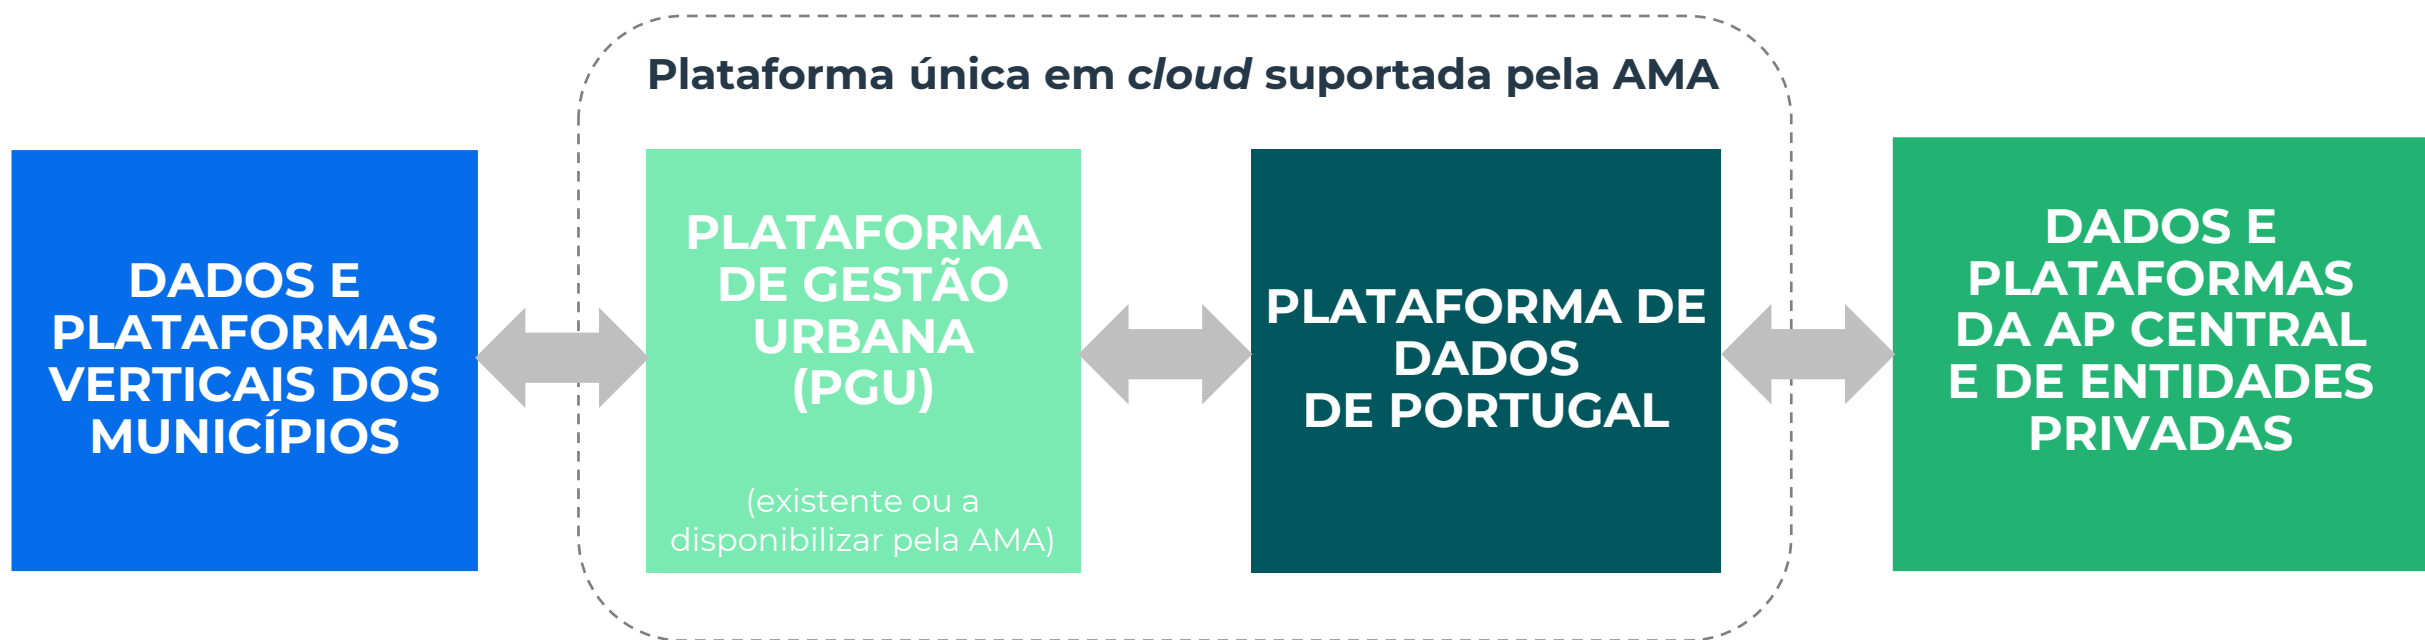 Plataforma única em cloud suportada pela AMA
DADOS E
PLATAFORMAS
VERTICAIS DOS
MUNICÍPIOS
PLATAFORMA
DE GESTÃO
URBANA
(PGU)
(existente ou a
disponibilizar pela AMA)
PLATAFORMA DE
DADOS
DE PORTUGAL
DADOS E
PLATAFORMAS
DA AP CENTRAL
E DE ENTIDADES
PRIVADAS